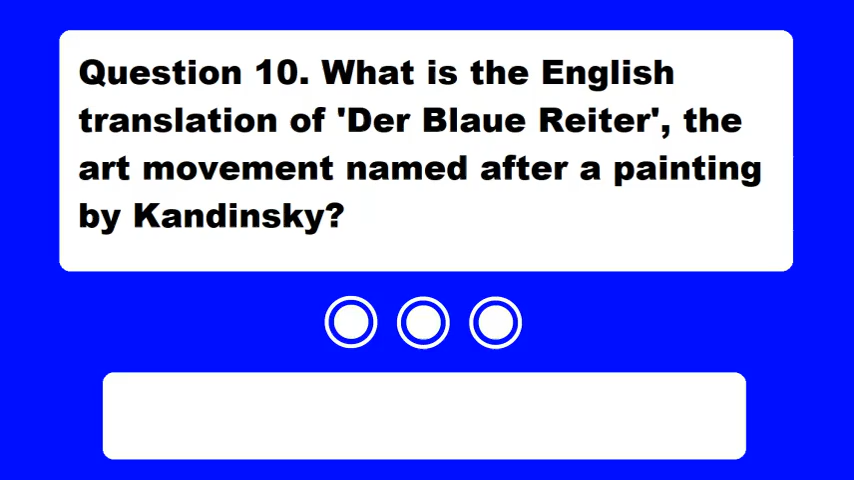 Question 10. What is the English
translation of 'Der Blaue Reiter', the
art movement named after a painting
by Kandinsky?